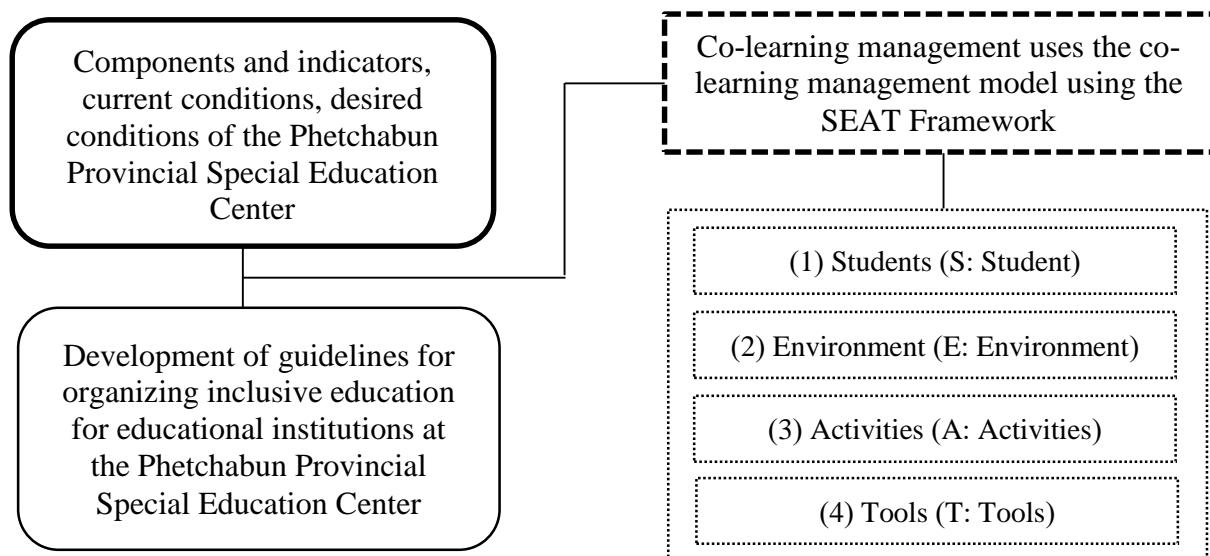 Components and indicators,
current conditions, desired
conditions of the Phetchabun
Provincial Special Education
Center
Development of guidelines for
organizing inclusive education
for educational institutions at
the Phetchabun Provincial
Special Education Center
Co-learning management uses the co-
learning management model using the
SEAT Framework
(1) Students (S: Student)
(2) Environment (E: Environment)
(3) Activities (A: Activities)
(4) Tools (T: Tools)